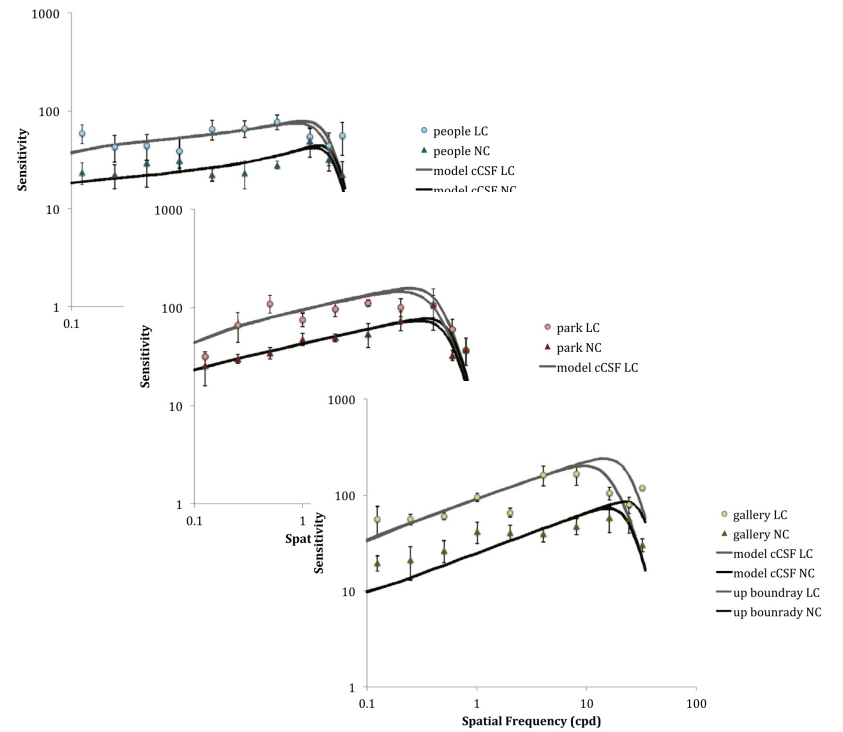 1000
100
10
1
0.1
Sensitivity
people LC
people NC
model cCSF LC
model cCSF NC
1000
100
10
1
0.1
1
Sensitivity
Spat
park LC
park NC
model cCSF LC
1000
100
10
1
0.1
1
10
100
Sensitivity
Spatial Frequency (cpd)
gallery LC
gallery NC
model cCSF LC
model cCSF NC
up boundray LC
up bounrady NC